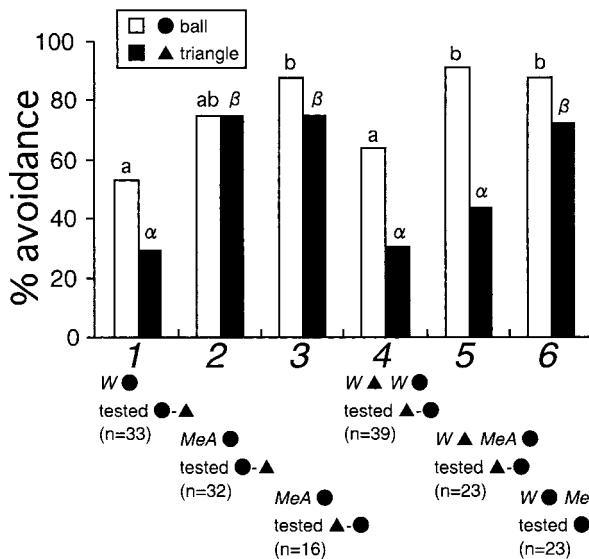 ball
triangle
% avoidance
100
80
60
40
20
0
a
α
ab
β
b
β
a
α
b
α
b
β
1 2 3 4 5 6
W
tested -
(n=33)
MeA
tested -
(n=32)
MeA
tested -
(n=16)
W W
tested -
(n=39)
W MeA
tested -
(n=23)
W Me
tested
(n=23)